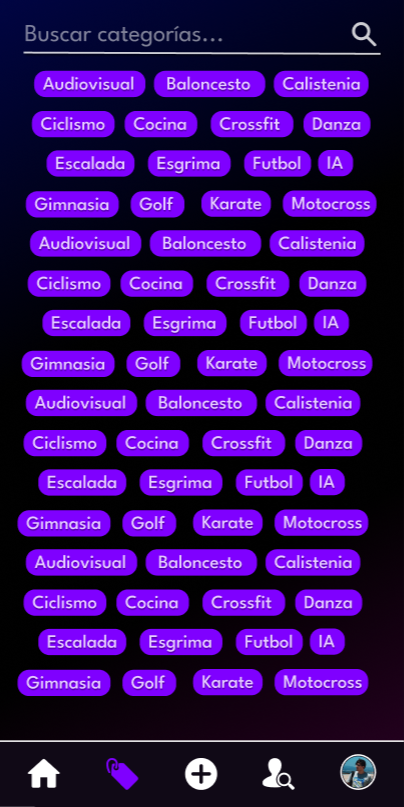 Buscar categorías...
Audiovisual Baloncesto Calistenia
Ciclismo Cocina Crossfit Danza
Escalada Esgrima Futbol IA
Gimnasia Golf Karate Motocross
Audiovisual Baloncesto Calistenia
Ciclismo Cocina Crossfit Danza
Escalada Esgrima Futbol IA
Gimnasia Golf Karate Motocross
Audiovisual Baloncesto Calistenia
Ciclismo Cocina Crossfit Danza
Escalada Esgrima Futbol IA
Gimnasia Golf Karate Motocross
Audiovisual Baloncesto Calistenia
Ciclismo Cocina Crossfit Danza
Escalada Esgrima Futbol IA
Gimnasia Golf Karate Motocross